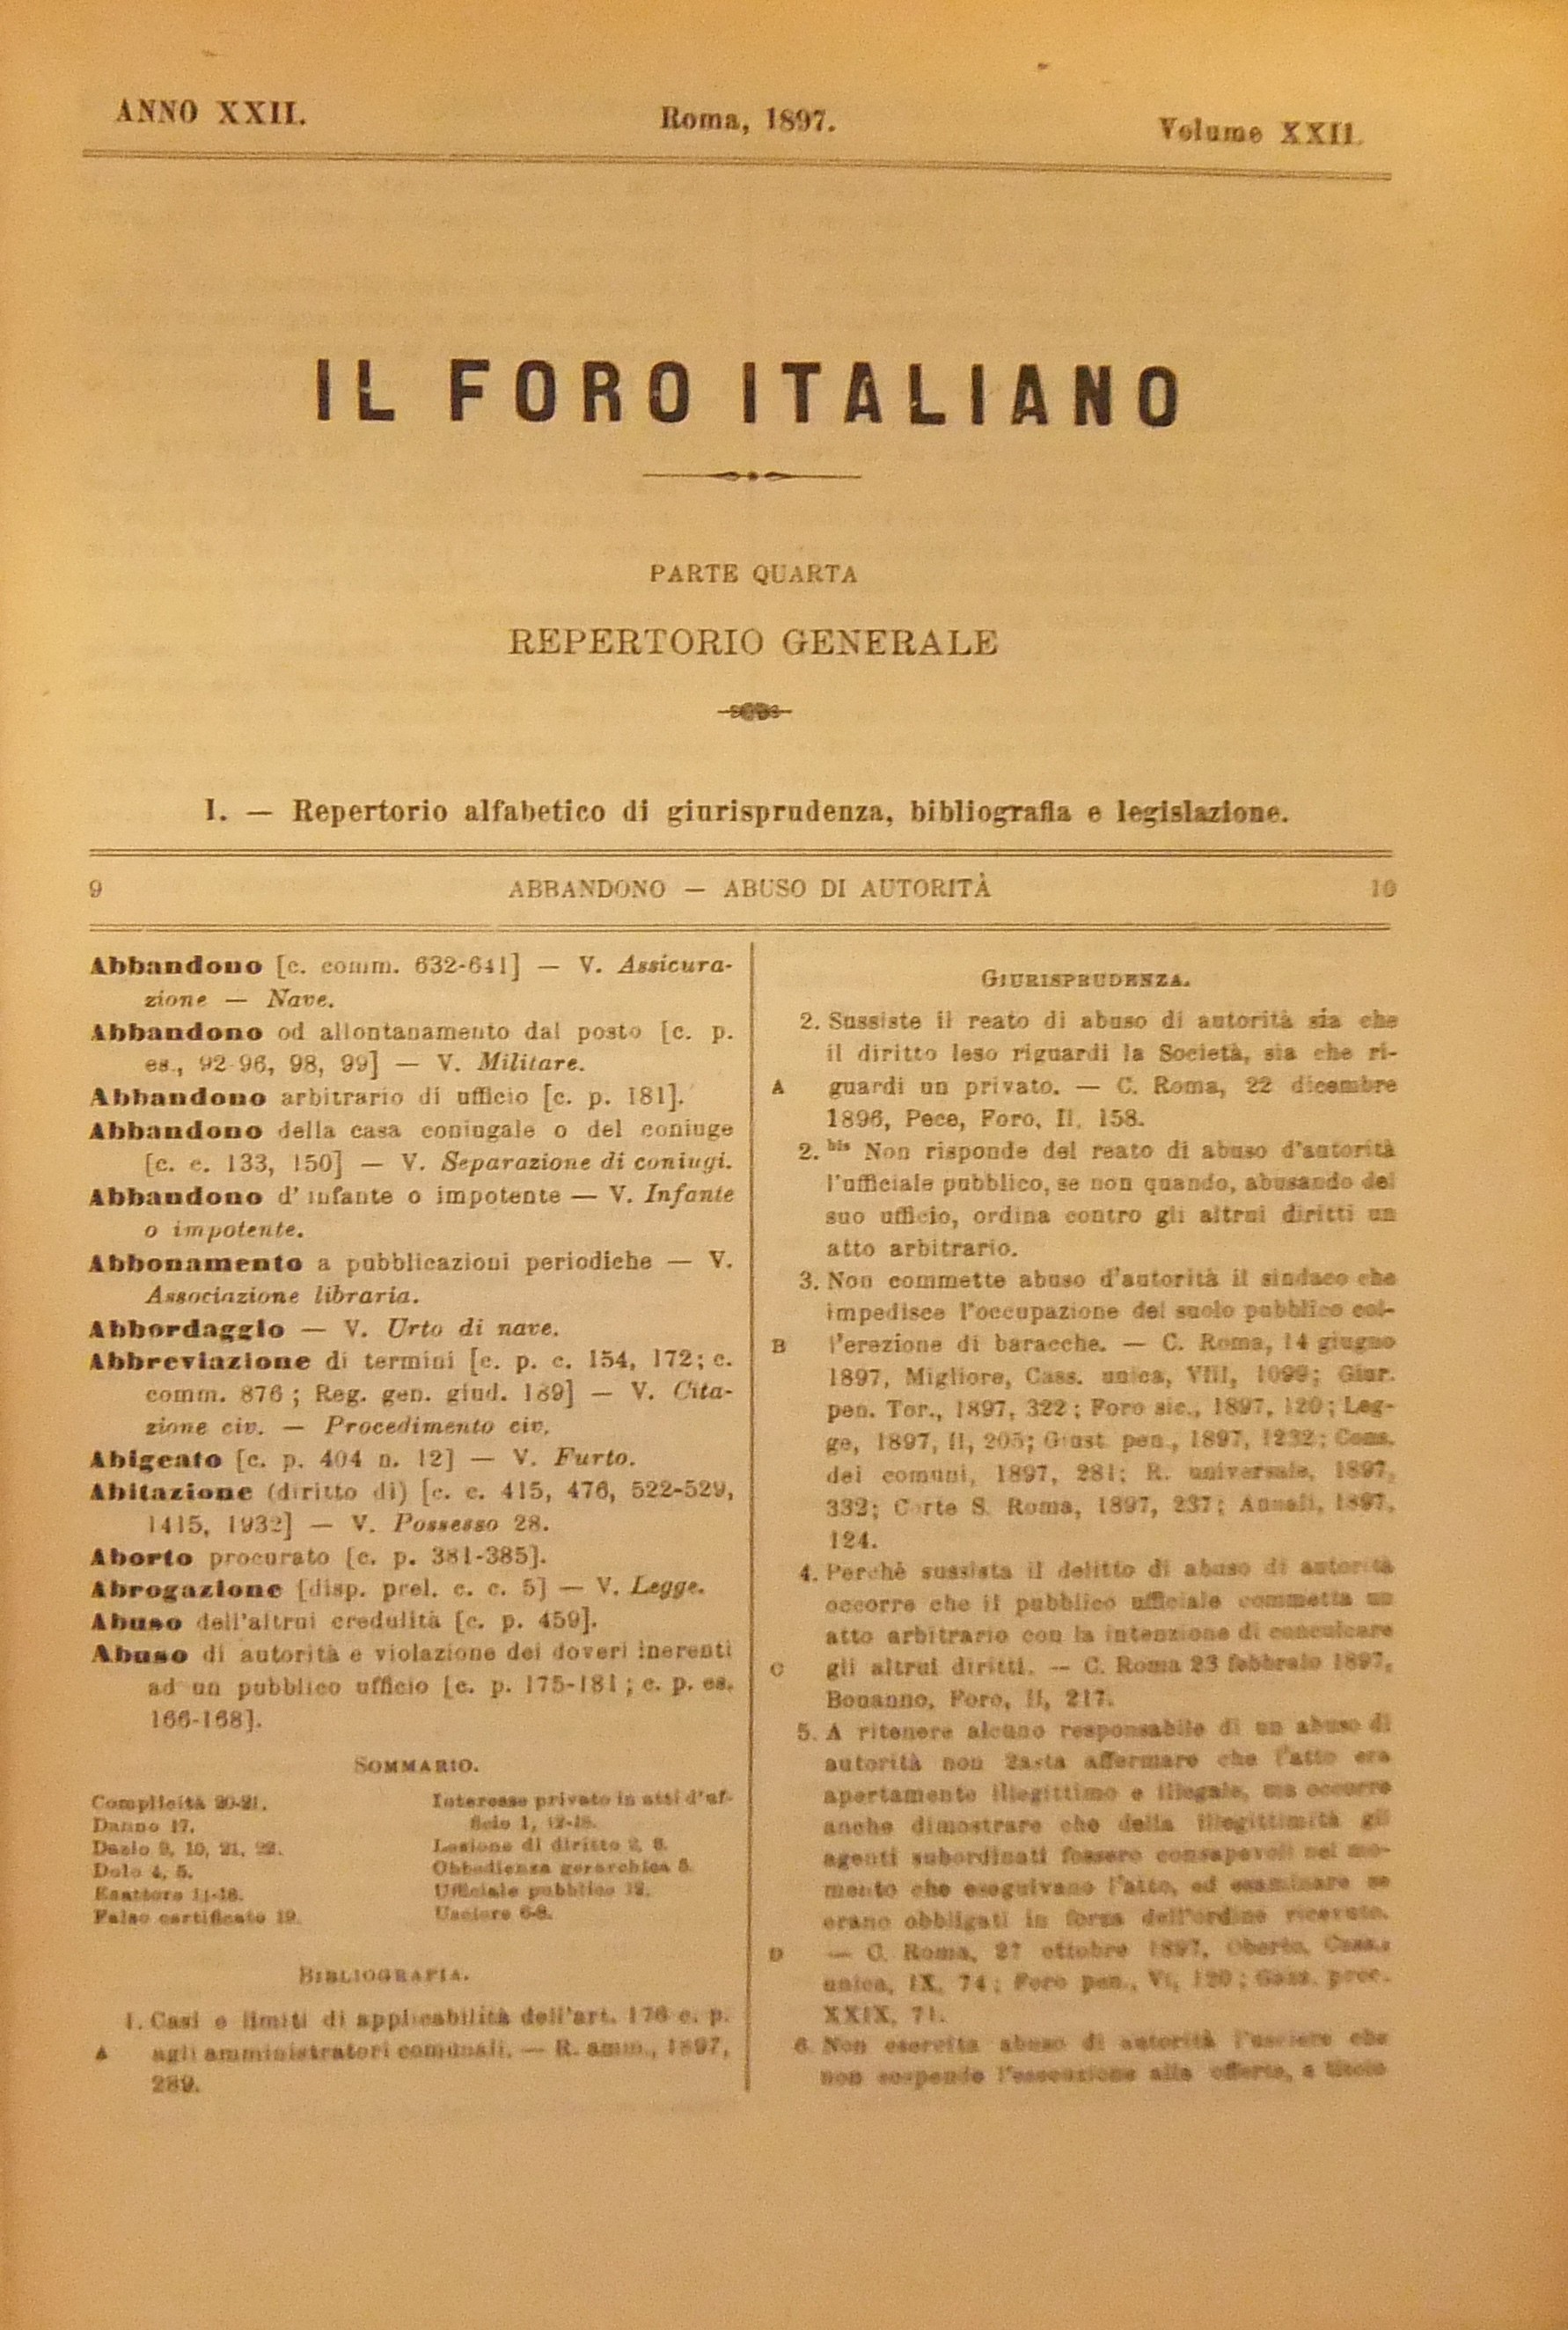 ANNO XXII. Roma, 1897. Volume XXII.
IL FORO ITALIANO
PARTE QUARTA
REPERTORIO GENERALE
I. — Repertorio alfabetico di giurisprudenza, bibliografia e legislazione.
9 ABBANDONO — ABUSO DI AUTORITÀ 10
Abbandono [c. comm. 632-641] — V. Assicura-
zione — Nave.
Abbandono od allontanamento dal posto [c. p.
es., 92-96, 98, 99] — V. Militare.
Abbandono arbitrario di ufficio [c. p. 181].
Abbandono della casa coniugale o del coniuge
[c. c. 133, 150] — V. Separazione di coniugi.
Abbandono d'infante o impotente — V. Infante
o impotente.
Abbonamento a pubblicazioni periodiche — V.
Associazione libraria.
Abbordaggio — V. Urto di nave.
Abbreviazione di termini [c. p. c. 154, 172; c.
comm. 876; Reg. gen. giud. 189] — V. Cita-
zione civ. — Procedimento civ.
Abigeato [c. p. 404 n. 12] — V. Furto.
Abitazione (diritto di) [c. c. 415, 476, 522-529,
1415, 1932] — V. Possesso 28.
Aborto procurato [c. p. 381-385].
Abrogazione [disp. prel. c. c. 5] — V. Legge.
Abuso dell'altrui credulità [c. p. 459].
Abuso di autorità e violazione dei doveri inerenti
ad un pubblico ufficio [c. p. 175-181; c. p. es.
166-168].
SOMMARIO.
Complicità 20-21.
Danno 17.
Dazio 9, 10, 21, 22.
Dolo 4, 5.
Esattore 11-18.
Falso certificato 19.
Interesse privato in atti d'uf-
ficio 1, 12-18.
Lesione di diritto 2, 6.
Obbedienza gerarchica 5.
Ufficiale pubblico 12.
Usciere 6-8.
BIBLIOGRAFIA.
1. Casi e limiti di applicabilità dell'art. 176 c. p.
A agli amministratori comunali. — R. amm., 1897,
289.
GIURISPRUDENZA.
2. Sussiste il reato di abuso di autorità sia che
il diritto leso riguardi la Società, sia che ri-
A guardi un privato. — C. Roma, 22 dicembre
1896, Pece, Foro, II, 158.
2. bis Non risponde del reato di abuso d'autorità
l'ufficiale pubblico, se non quando, abusando del
suo ufficio, ordina contro gli altrui diritti un
atto arbitrario.
3. Non commette abuso d'autorità il sindaco che
impedisce l'occupazione del suolo pubblico col-
B l'erezione di baracche. — C. Roma, 14 giugno
1897, Migliore, Cass. unica, VIII, 1099; Giur.
pen. Tor., 1897, 322; Foro sic., 1897, 120; Leg-
ge, 1897, II, 205; Giust. pen., 1897, 1232; Cons.
dei comuni, 1897, 281; R. universale, 1897,
332; Corte S. Roma, 1897, 237; Annali, 1897,
124.
4. Perchè sussista il delitto di abuso di autorità
occorre che il pubblico ufficiale commetta un
atto arbitrario con la intenzione di conculcare
C gli altrui diritti. — C. Roma 23 febbraio 1897,
Bonanno, Foro, II, 217.
5. A ritenere alcuno responsabile di un abuso di
autorità non basta affermare che l'atto era
apertamente illegittimo e illegale, ma occorre
anche dimostrare che della illegittimità gli
agenti subordinati fossero consapevoli nel mo-
mento che eseguivano l'atto, ed esaminare se
erano obbligati in forza dell'ordine ricevuto.
D — C. Roma, 27 ottobre 1897, Oberto, Cass.
unica, IX, 74; Foro pen., VI, 120; Gazz. proc.
XXIX, 71.
6. Non esercita abuso di autorità l'usciere che
non sospende l'esecuzione alle offerte, a titolo